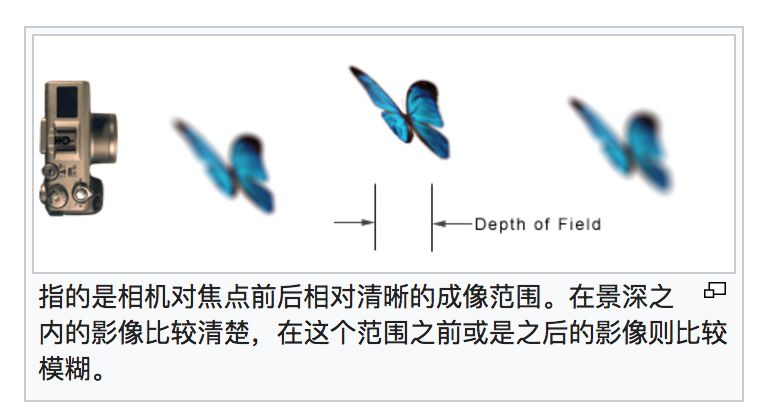 Depth of Field
指的是相机对焦点前后相对清晰的成像范围。在景深之
内的影像比较清楚，在这个范围之前或是之后的影像则比较
模糊。